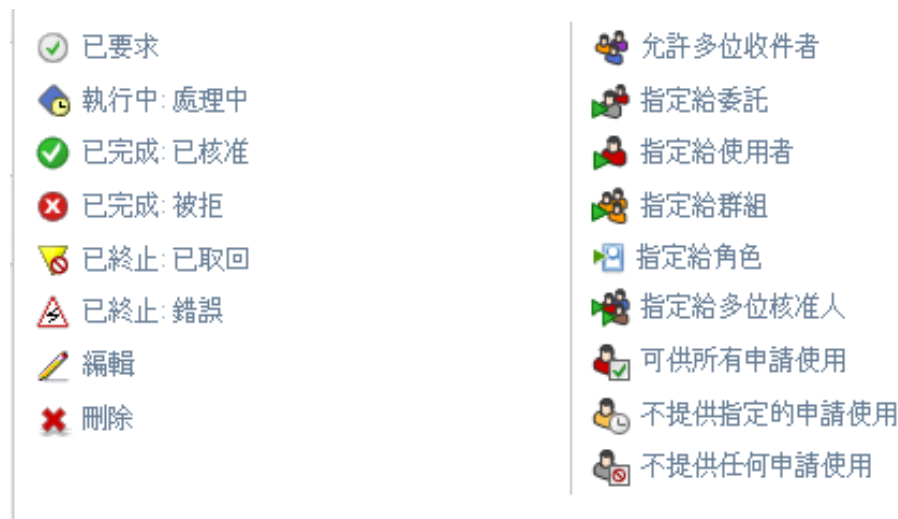 已要求
執行中: 處理中
已完成: 已核准
已完成: 被拒
已終止: 已取回
已終止: 錯誤
編輯
刪除
允許多位收件者
指定給委託
指定給使用者
指定給群組
指定給角色
指定給多位核准人
可供所有申請使用
不提供指定的申請使用
不提供任何申請使用